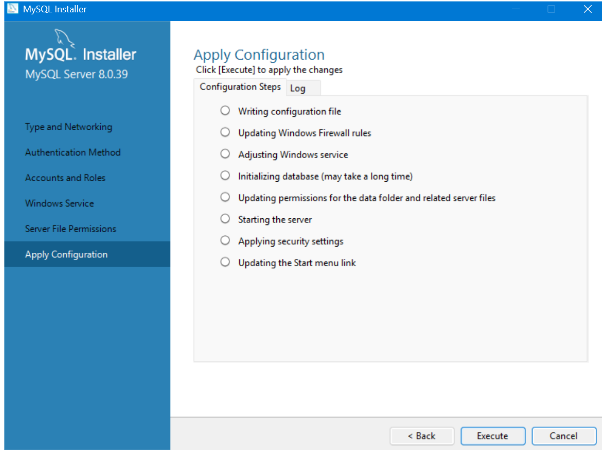 MySQL Installer
MySQL. Installer
MySQL Server 8.0.39
Type and Networking
Authentication Method
Accounts and Roles
Windows Service
Server File Permissions
Apply Configuration
Apply Configuration
Click [Execute] to apply the changes
Configuration Steps Log
Writing configuration file
Updating Windows Firewall rules
Adjusting Windows service
Initializing database (may take a long time)
Updating permissions for the data folder and related server files
Starting the server
Applying security settings
Updating the Start menu link
< Back Execute Cancel